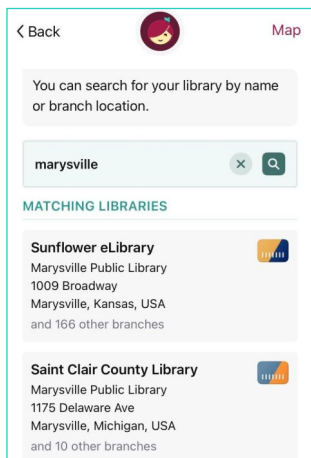 Back
Map
You can search for your library by name
or branch location.
marysville
MATCHING LIBRARIES
Sunflower eLibrary
Marysville Public Library
1009 Broadway
Marysville, Kansas, USA
and 166 other branches
Saint Clair County Library
Marysville Public Library
1175 Delaware Ave
Marysville, Michigan, USA
and 10 other branches